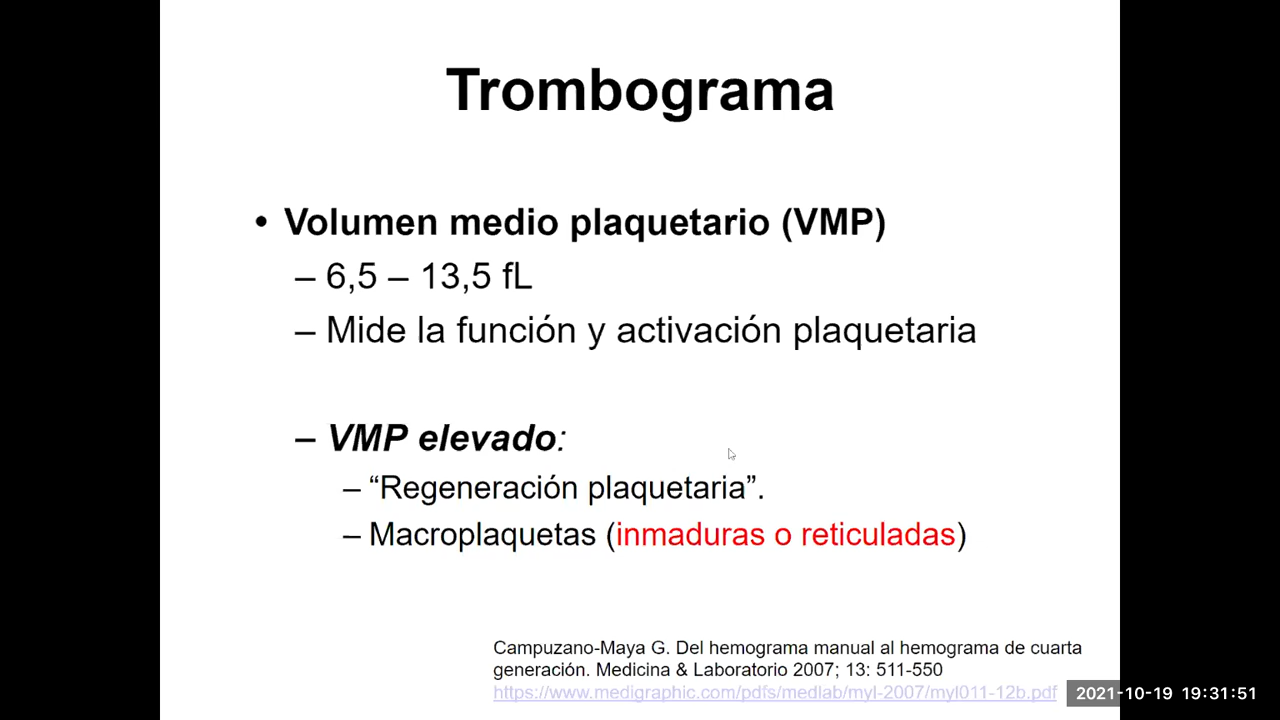 Trombograma
• Volumen medio plaquetario (VMP)
– 6,5 – 13,5 fL
– Mide la función y activación plaquetaria
– VMP elevado:
– “Regeneración plaquetaria”.
– Macroplaquetas (inmaduras o reticuladas)
Campuzano-Maya G. Del hemograma manual al hemograma de cuarta
generación. Medicina & Laboratorio 2007; 13: 511-550
https://www.medigraphic.com/pdfs/medlab/myl-2007/myl011-12b.pdf
2021-10-19 19:31:51